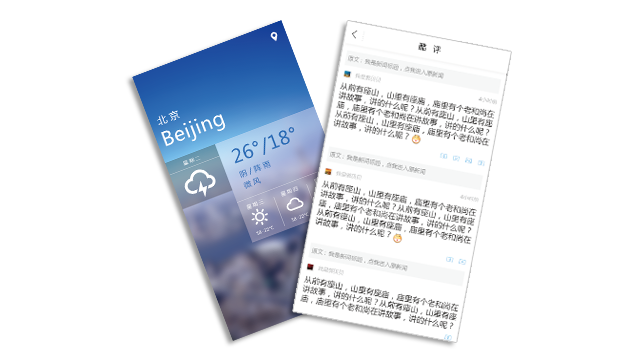 北京
Beijing
星期二
26°/18°
阴/阵雨
微风
星期三
星期四
酷 评
原文：我是新闻标题，点我进入原新闻
从前有座山，山里有座庙，庙里有个老和尚在
讲故事，讲的什么呢？从前有座山，山里有座
庙，庙里有个老和尚在讲故事，讲的什么呢？
从前有座山，山里有座庙，庙里有个老和尚在
讲故事，讲的什么呢？
原文：我是新闻标题，点我进入原新闻
从前有座山，山里有座庙，庙里有个老和尚在
讲故事，讲的什么呢？从前有座山，山里有座
庙，庙里有个老和尚在讲故事，讲的什么呢？
从前有座山，山里有座庙，庙里有个老和尚在
讲故事，讲的什么呢？
原文：我是新闻标题，点我进入原新闻
从前有座山，山里有座庙，庙里有个老和尚在
讲故事，讲的什么呢？从前有座山，山里有座
庙，庙里有个老和尚在讲故事，讲的什么呢？